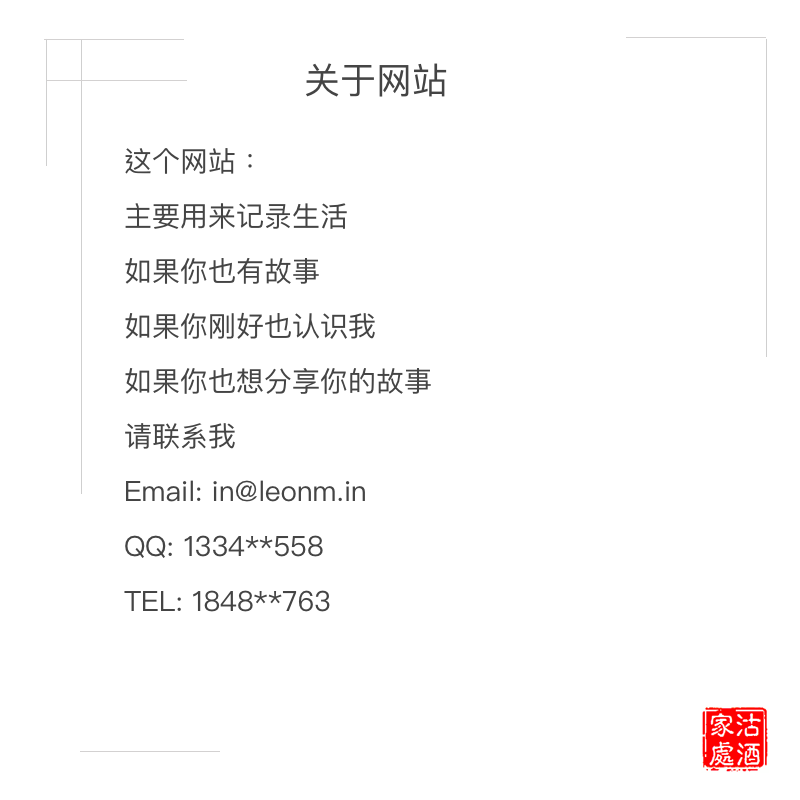 关于网站
这个网站：
主要用来记录生活
如果你也有故事
如果你刚好也认识我
如果你也想分享你的故事
请联系我
Email: in@leonm.in
QQ: 1334**558
TEL: 1848**763
沽酒
家處